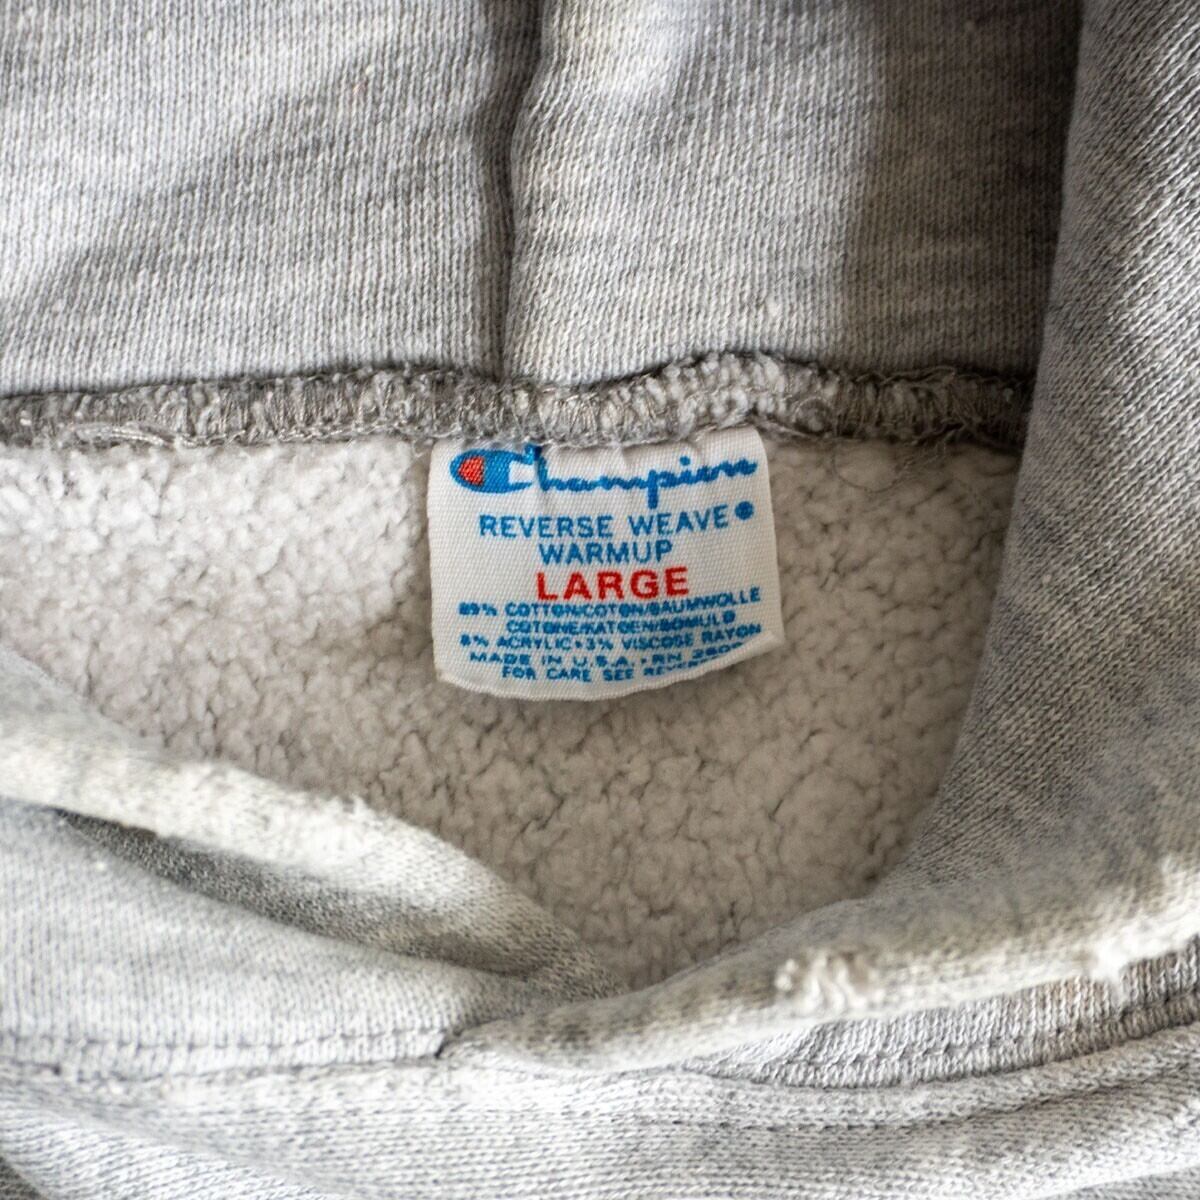 Champion
REVERSE WEAVE®
WARMUP
LARGE
89% COTTON/COTON/BAUMWOLLE
COTONE/KATOEN/BOMULD
8% ACRYLIC • 3% VISCOSE RAYON
MADE IN U.S.A. • RN
FOR CARE SEE